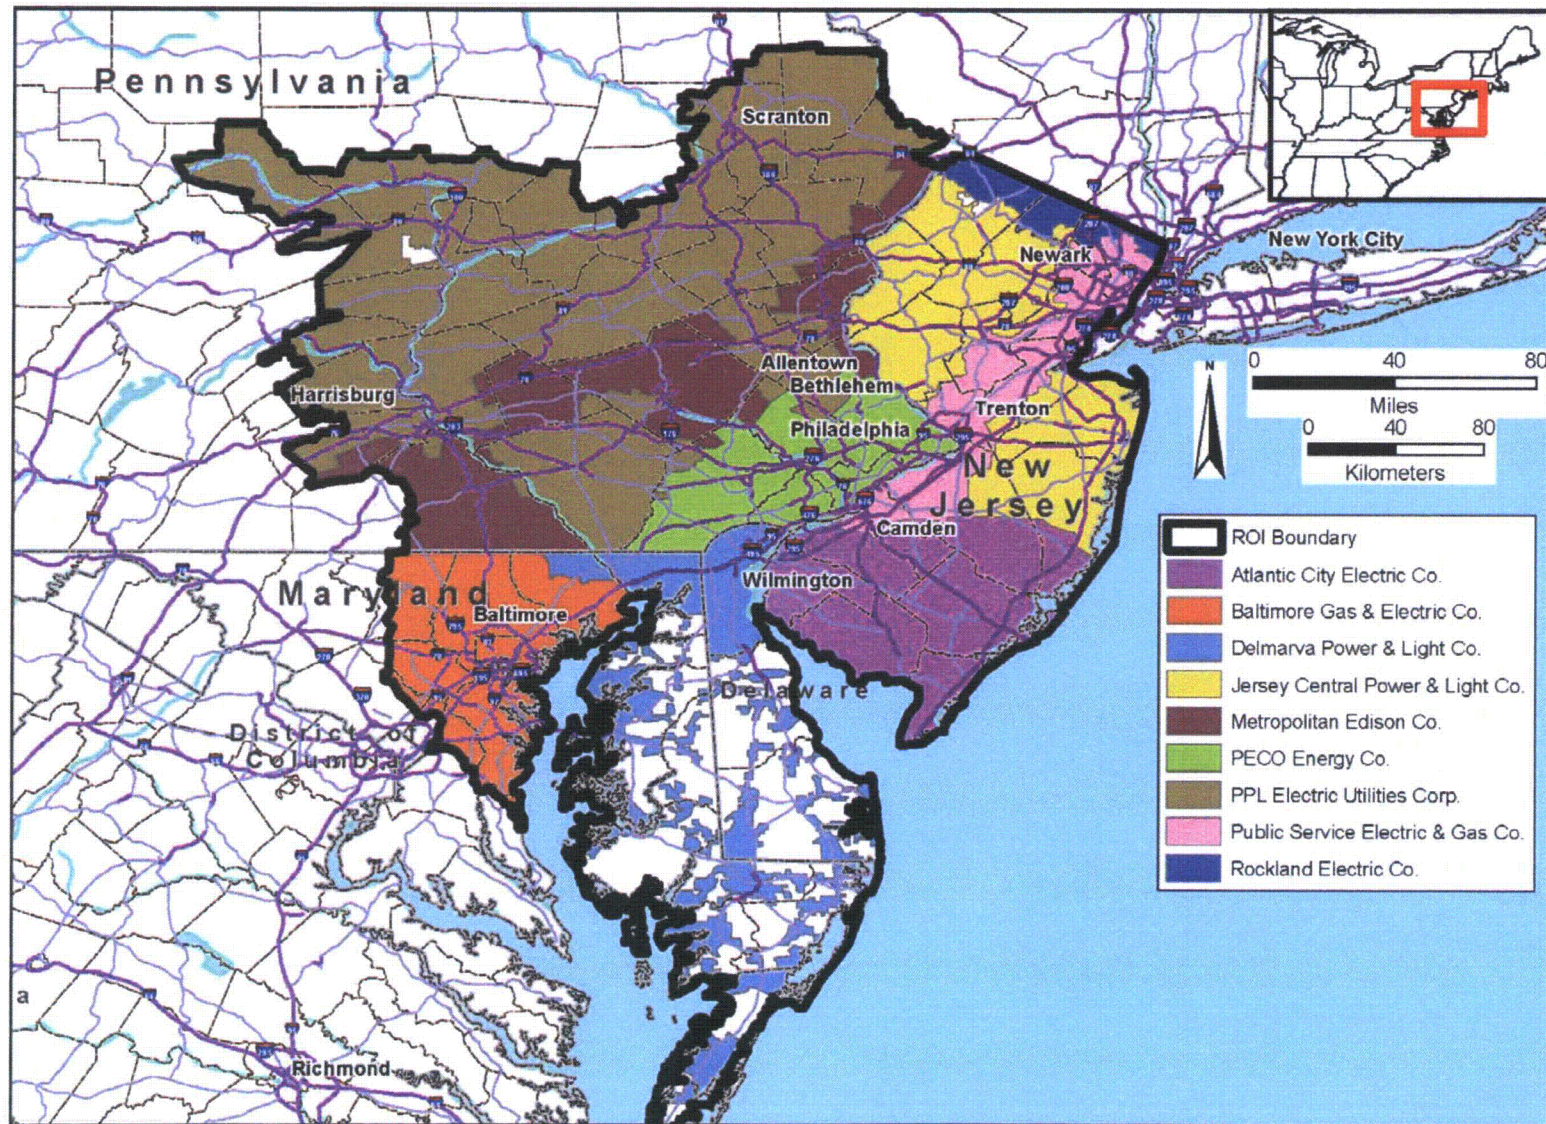 Pennsylvania
Scranton
New York City
Newark
0 40 80
Miles
0 40 80
Kilometers
N
Allentown
Bethlehem
Harrisburg
Trenton
Philadelphia
New
Jersey
Camden
Wilmington
Maryland
Baltimore
Delaware
District of
Columbia
a
Richmond
ROI Boundary
Atlantic City Electric Co.
Baltimore Gas & Electric Co.
Delmarva Power & Light Co.
Jersey Central Power & Light Co.
Metropolitan Edison Co.
PECO Energy Co.
PPL Electric Utilities Corp.
Public Service Electric & Gas Co.
Rockland Electric Co.